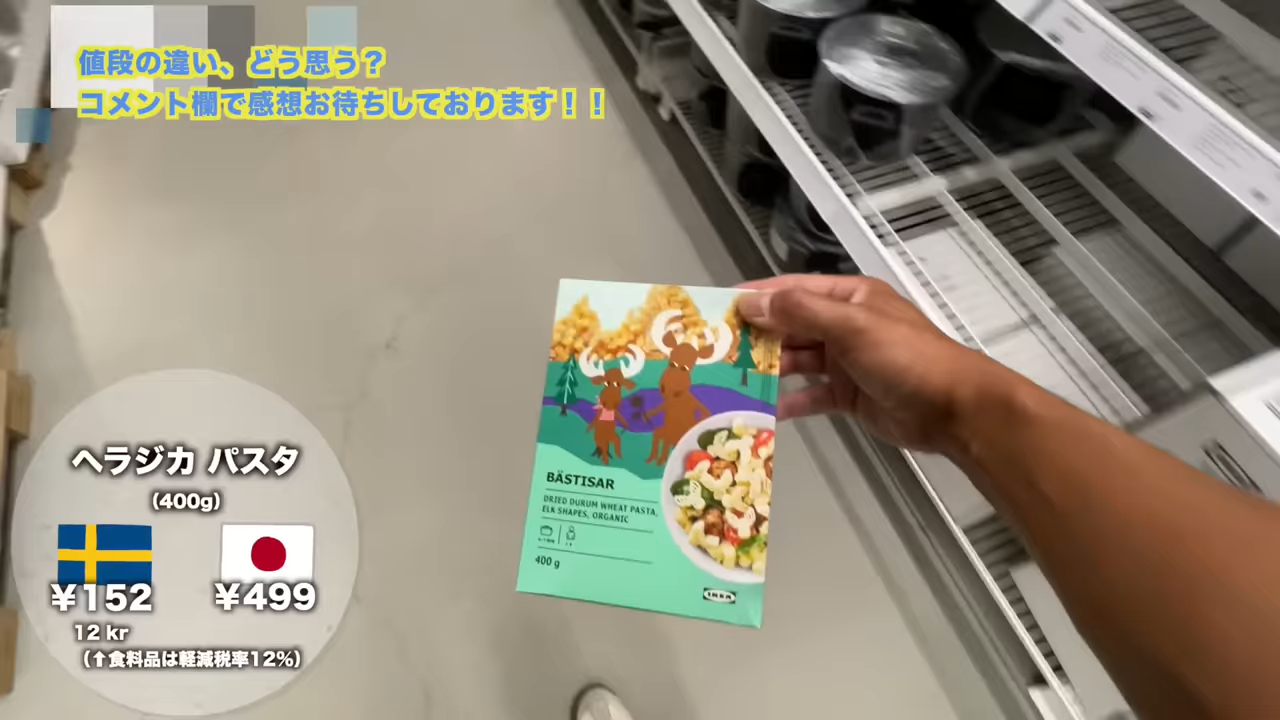 値段の違い、どう思う？
コメント欄で感想お待ちしております！！
BÄSTISAR
DRIED DURUM WHEAT PASTA,
ELK SHAPES, ORGANIC
400 g
IKEA
ヘラジカ パスタ
(400g)
¥152
¥499
12 kr
(↑食料品は軽減税率12%)